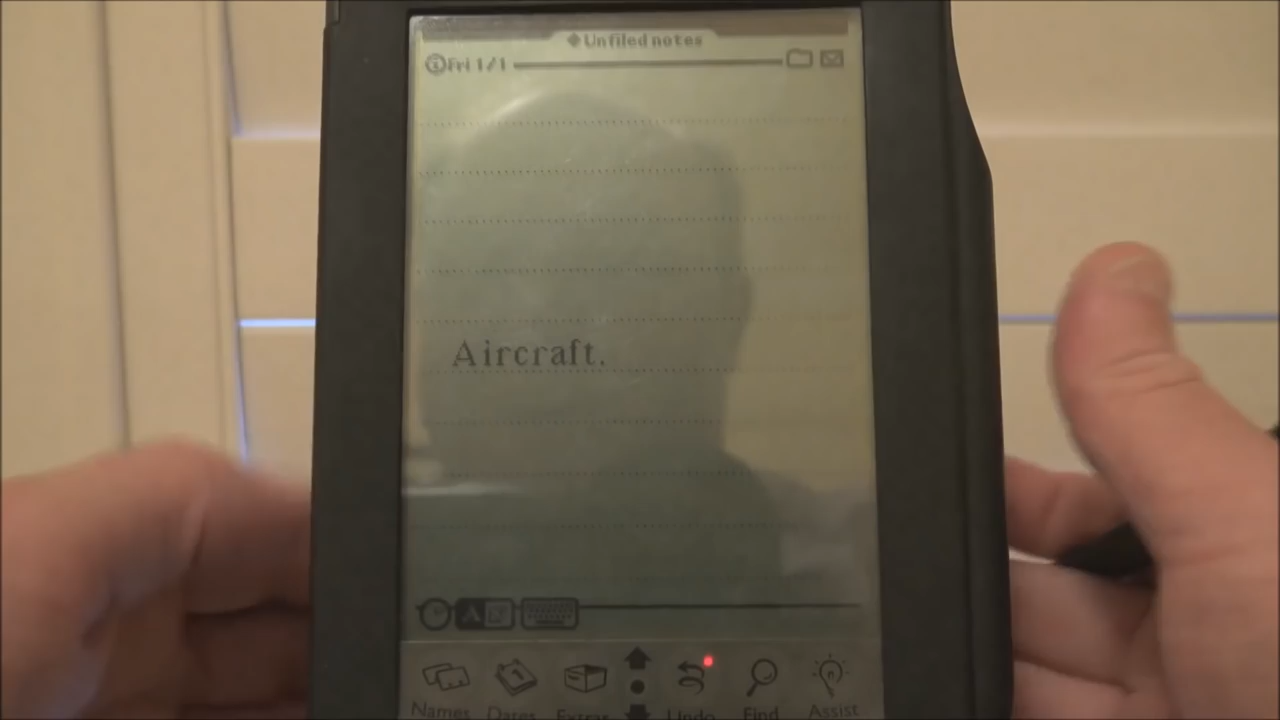 Unfiled notes
Fri 1/1
Aircraft.
A
Names Dates Extras Undo Find Assist